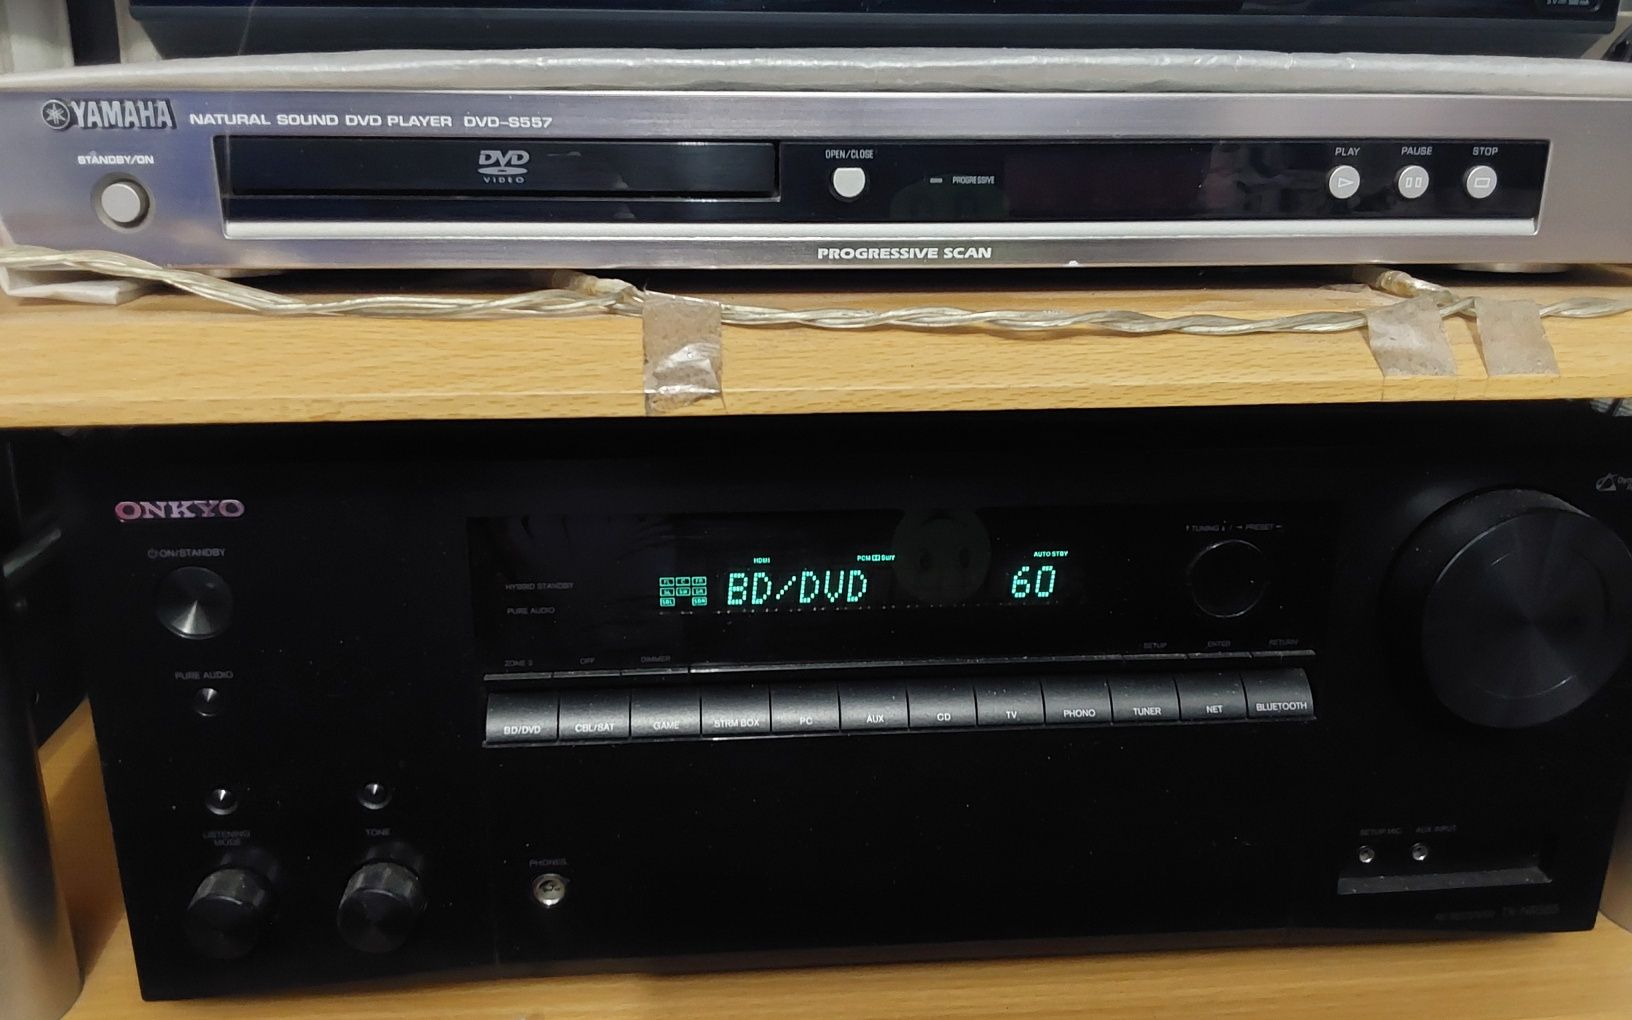 YAMAHA NATURAL SOUND DVD PLAYER DVD-S557
STANDBY/ON
DVD
VIDEO
OPEN/CLOSE
PROGRESSIVE
PLAY PAUSE STOP
PROGRESSIVE SCAN
ONKYO
ON/STANDBY
HYBRID STANDBY
PURE AUDIO
HDMI
AUTO STBY
BD/DVD 60
TUNING PRESET
ZONE 2 OFF DIMMER
SETUP ENTER RETURN
PURE AUDIO
BD/DVD CBL/SAT GAME STRM BOX PC AUX CD TV PHONO TUNER NET BLUETOOTH
LISTENING
MODE
TONE
PHONES
SETUP MIC AUX INPUT